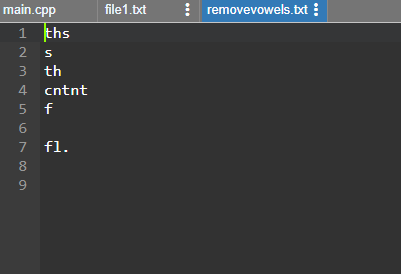 main.cpp file1.txt removevowels.txt
1 ths
2 s
3 th
4 cntnt
5 f
6
7 fl.
8
9